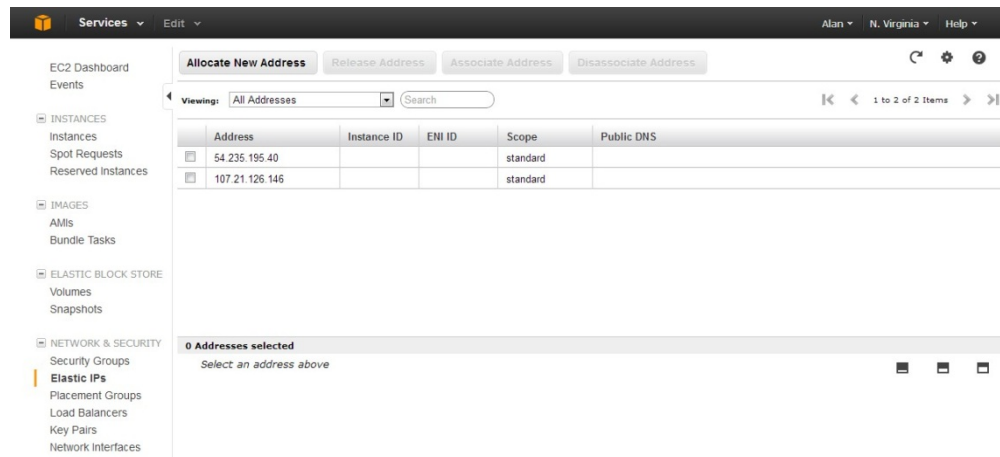 Services Edit Alan N. Virginia Help
EC2 Dashboard
Events
INSTANCES
Instances
Spot Requests
Reserved Instances
IMAGES
AMIs
Bundle Tasks
ELASTIC BLOCK STORE
Volumes
Snapshots
NETWORK & SECURITY
Security Groups
Elastic IPs
Placement Groups
Load Balancers
Key Pairs
Network Interfaces
Allocate New Address Release Address Associate Address Disassociate Address
Viewing: All Addresses Search 1 to 2 of 2 Items
Address Instance ID ENI ID Scope Public DNS
54.235.195.40 standard
107.21.126.146 standard
0 Addresses selected
Select an address above